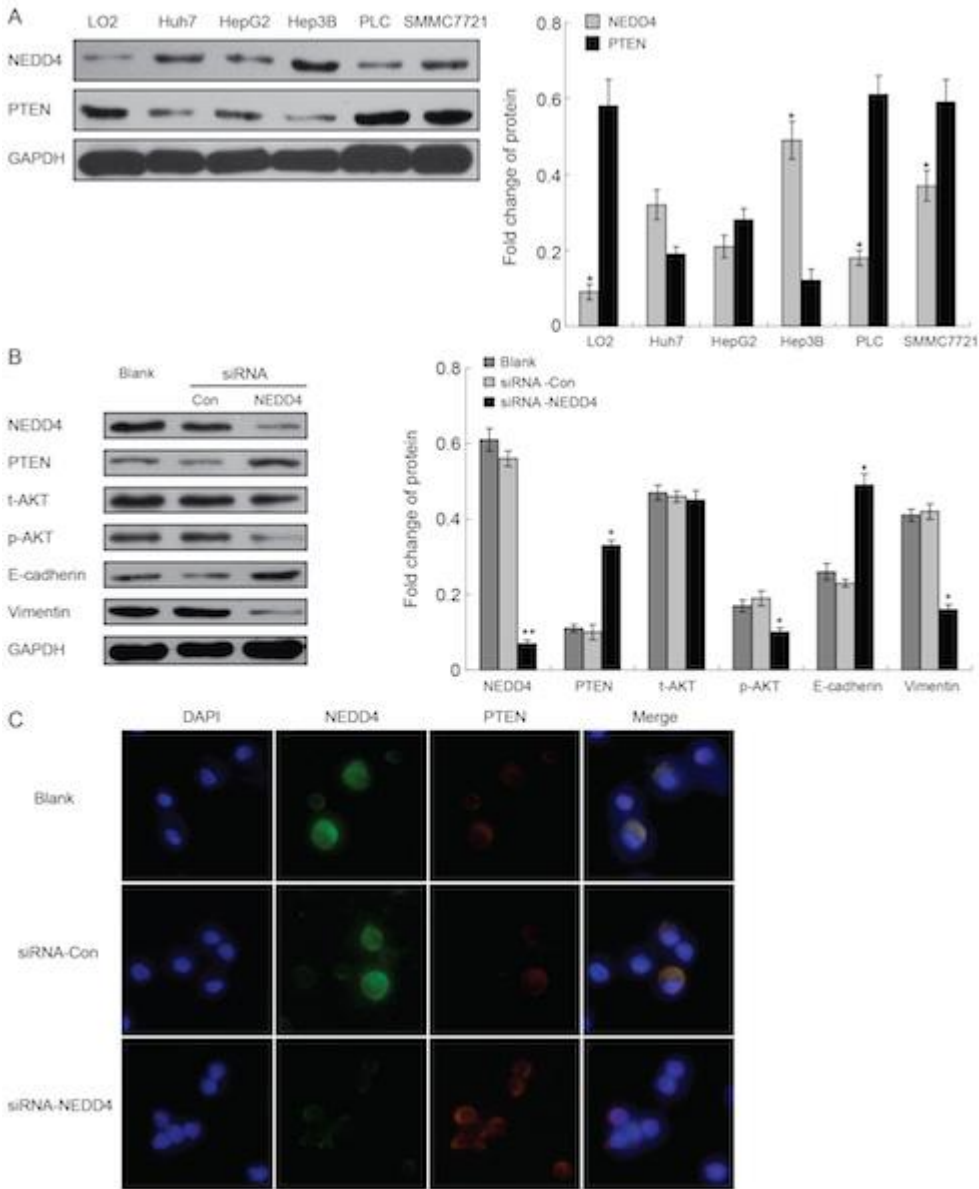 A
LO2 Huh7 HepG2 Hep3B PLC SMMC7721
NEDD4
PTEN
GAPDH
NEDD4
PTEN
Fold change of protein
0.8
0.6
0.4
0.2
0
* * * *
LO2 Huh7 HepG2 Hep3B PLC SMMC7721
B
Blank siRNA
Con NEDD4
NEDD4
PTEN
t-AKT
p-AKT
E-cadherin
Vimentin
GAPDH
Blank
siRNA -Con
siRNA -NEDD4
Fold change of protein
0.8
0.6
0.4
0.2
0
** * * * *
NEDD4 PTEN t-AKT p-AKT E-cadherin Vimentin
C
DAPI NEDD4 PTEN Merge
Blank
siRNA-Con
siRNA-NEDD4